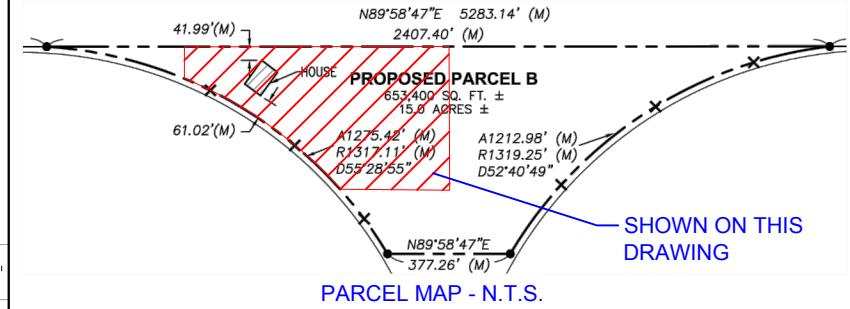 N89°58'47"E 5283.14' (M)
41.99'(M)
2407.40' (M)
HOUSE
PROPOSED PARCEL B
653,400 SQ. FT. ±
15.0 ACRES ±
61.02'(M)
A1275.42' (M)
R1317.11' (M)
D55°28'55"
A1212.98' (M)
R1319.25' (M)
D52°40'49"
SHOWN ON THIS
DRAWING
N89°58'47"E
377.26' (M)
PARCEL MAP - N.T.S.